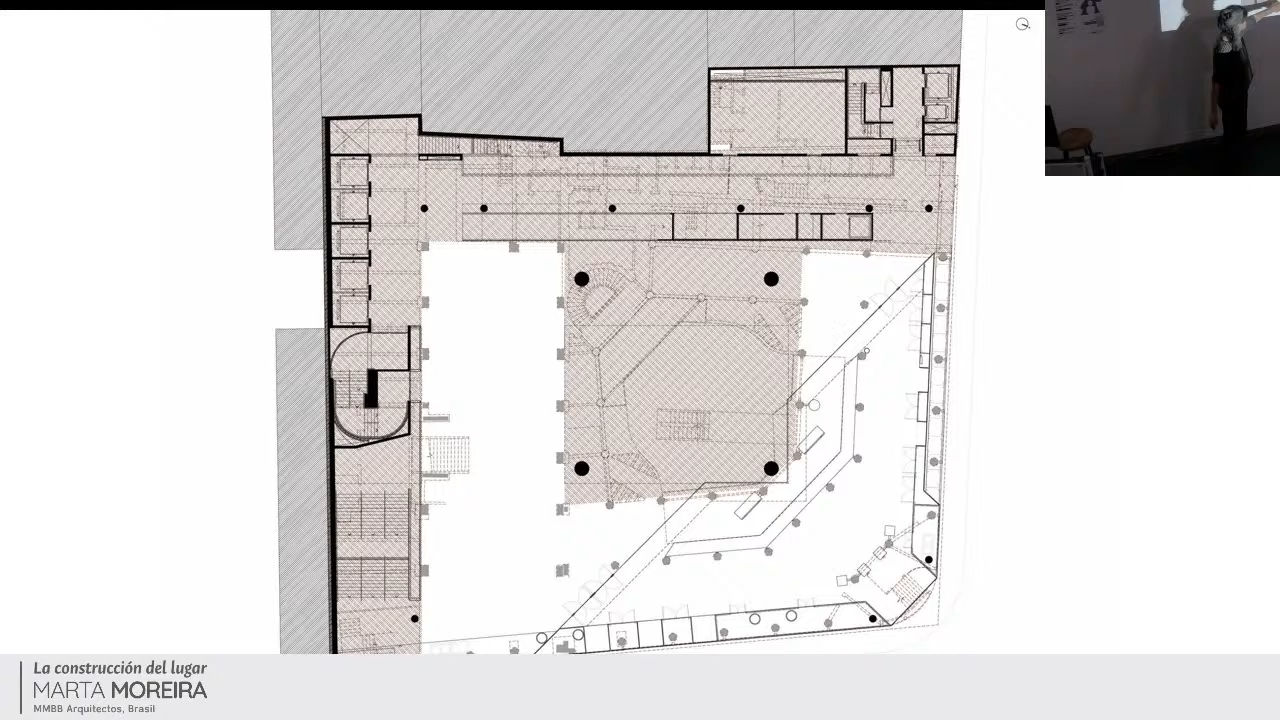 La construcción del lugar
MARTA MOREIRA
MMBB Arquitectos, Brasil